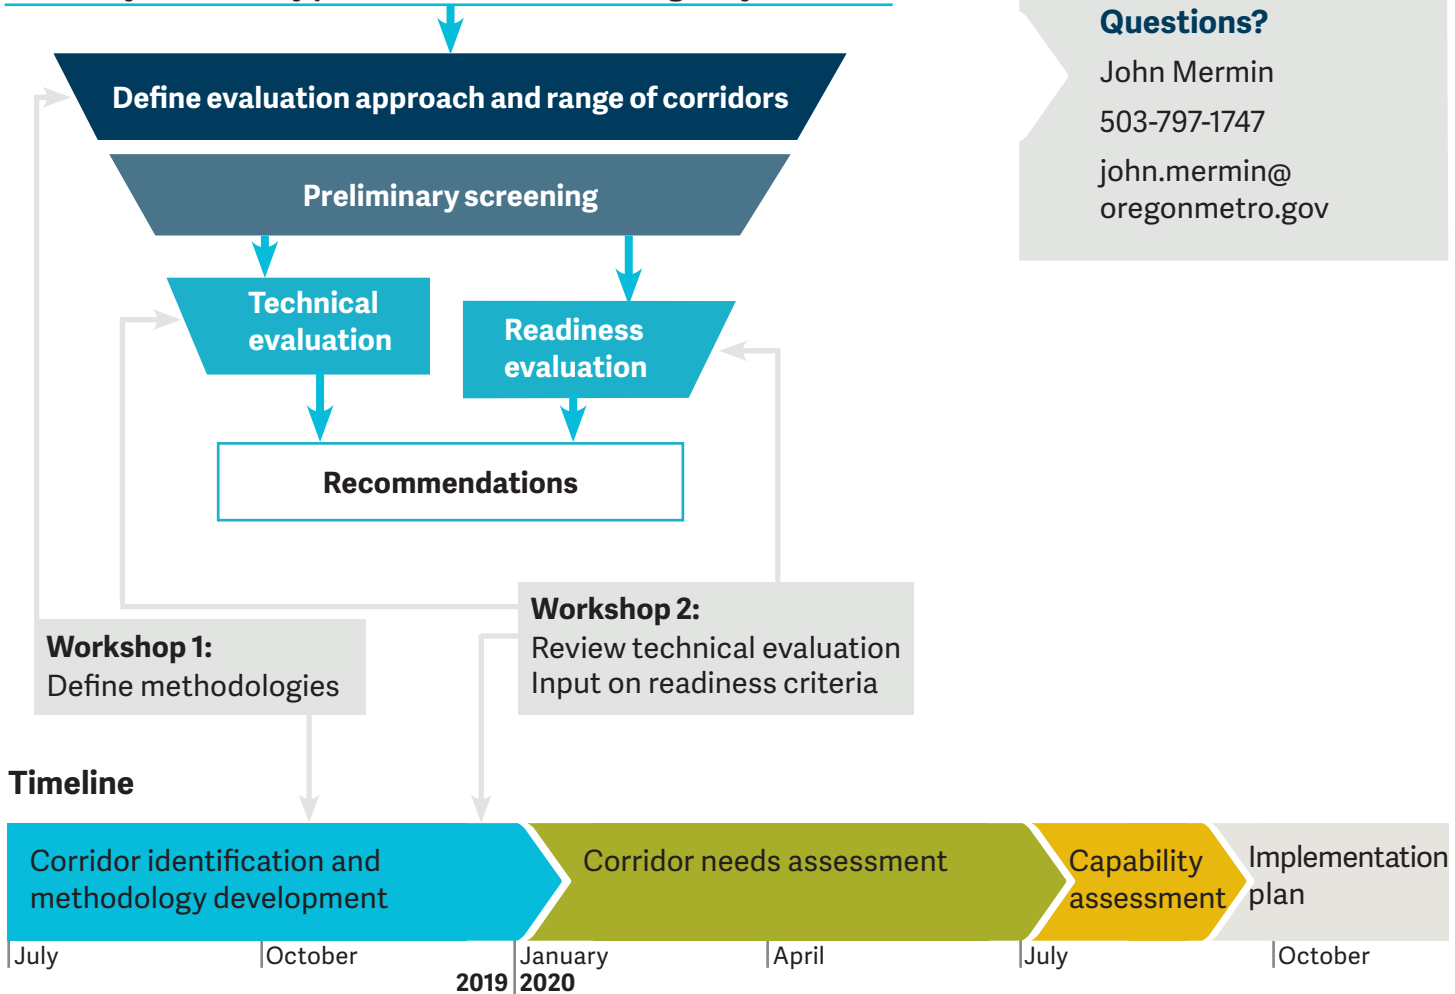 Define evaluation approach and range of corridors
Preliminary screening
Technical
evaluation
Readiness
evaluation
Recommendations
Questions?
John Mermin
503-797-1747
john.mermin@
oregonmetro.gov
Workshop 1:
Define methodologies
Workshop 2:
Review technical evaluation
Input on readiness criteria
Timeline
Corridor identification and
methodology development
Corridor needs assessment
Capability
assessment
Implementation
plan
July
October
January
April
July
October
2019
2020